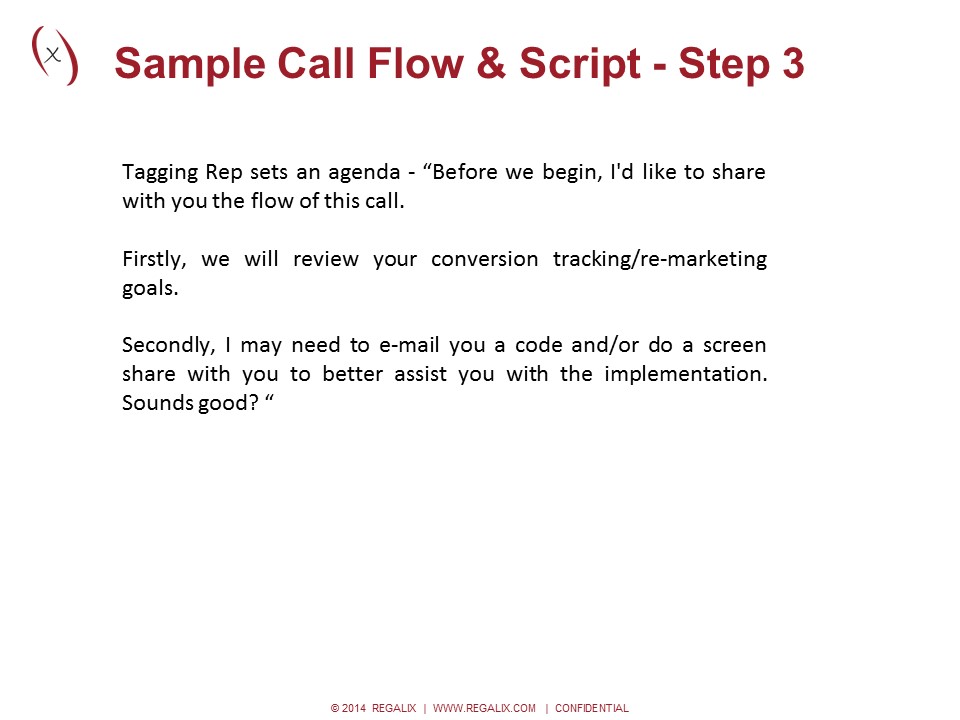 (x)
Sample Call Flow & Script - Step 3
Tagging Rep sets an agenda - “Before we begin, I'd like to share
with you the flow of this call.
Firstly, we will review your conversion tracking/re-marketing
goals.
Secondly, I may need to e-mail you a code and/or do a screen
share with you to better assist you with the implementation.
Sounds good? “
© 2014 REGALIX | WWW.REGALIX.COM | CONFIDENTIAL